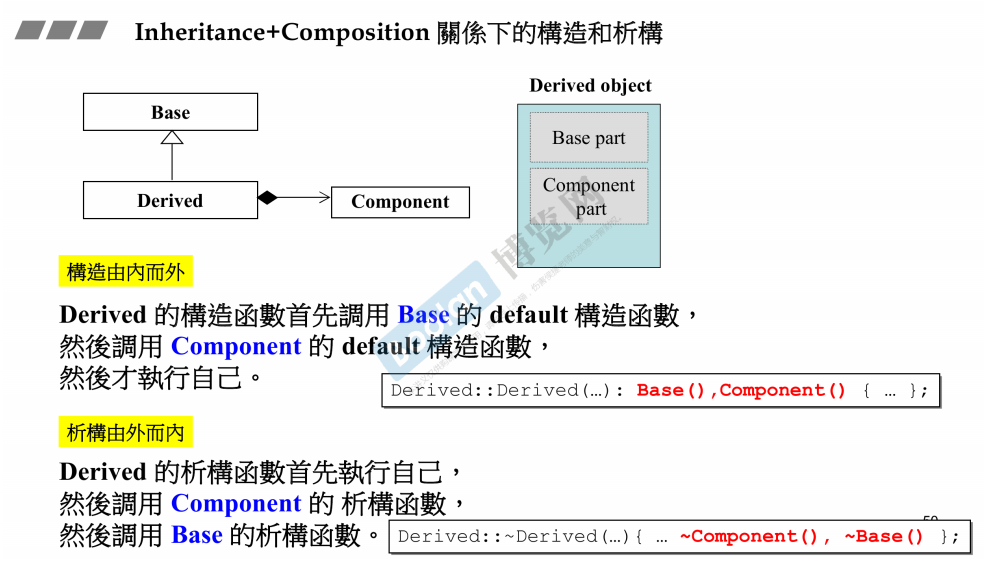 Inheritance+Composition 關係下的構造和析構
Derived object
Base
Base part
Component
part
Derived
Component
構造由內而外
Derived 的構造函數首先調用 Base 的 default 構造函數，
然後調用 Component 的 default 構造函數，
然後才執行自己。
Derived::Derived(…): Base(),Component() { … };
析構由外而內
Derived 的析構函數首先執行自己，
然後調用 Component 的 析構函數，
然後調用 Base 的析構函數。
Derived::~Derived(…){ … ~Component(), ~Base() };
Boolan 博览网